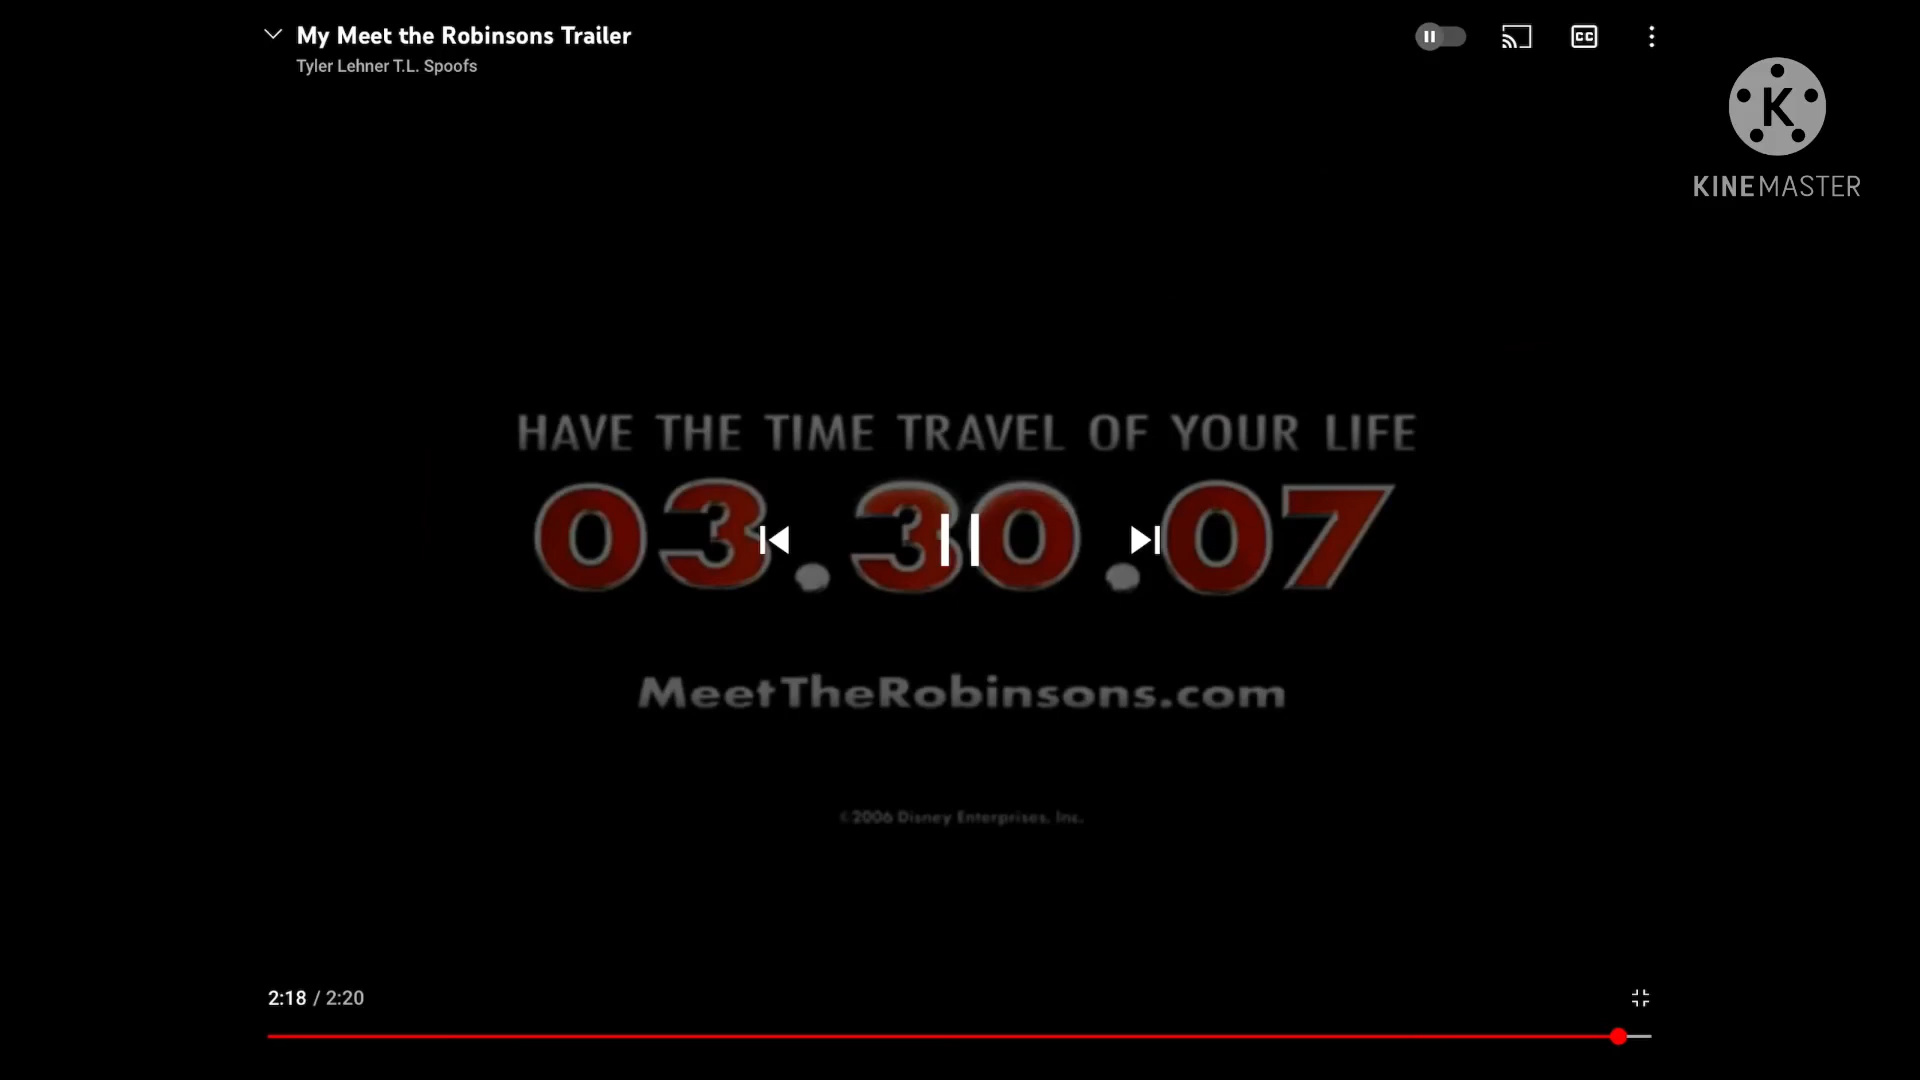 My Meet the Robinsons Trailer
Tyler Lehner T.L. Spoofs
CC
K
KINEMASTER
HAVE THE TIME TRAVEL OF YOUR LIFE
03.30.07
MeetTheRobinsons.com
©2006 Disney Enterprises, Inc.
2:18 / 2:20